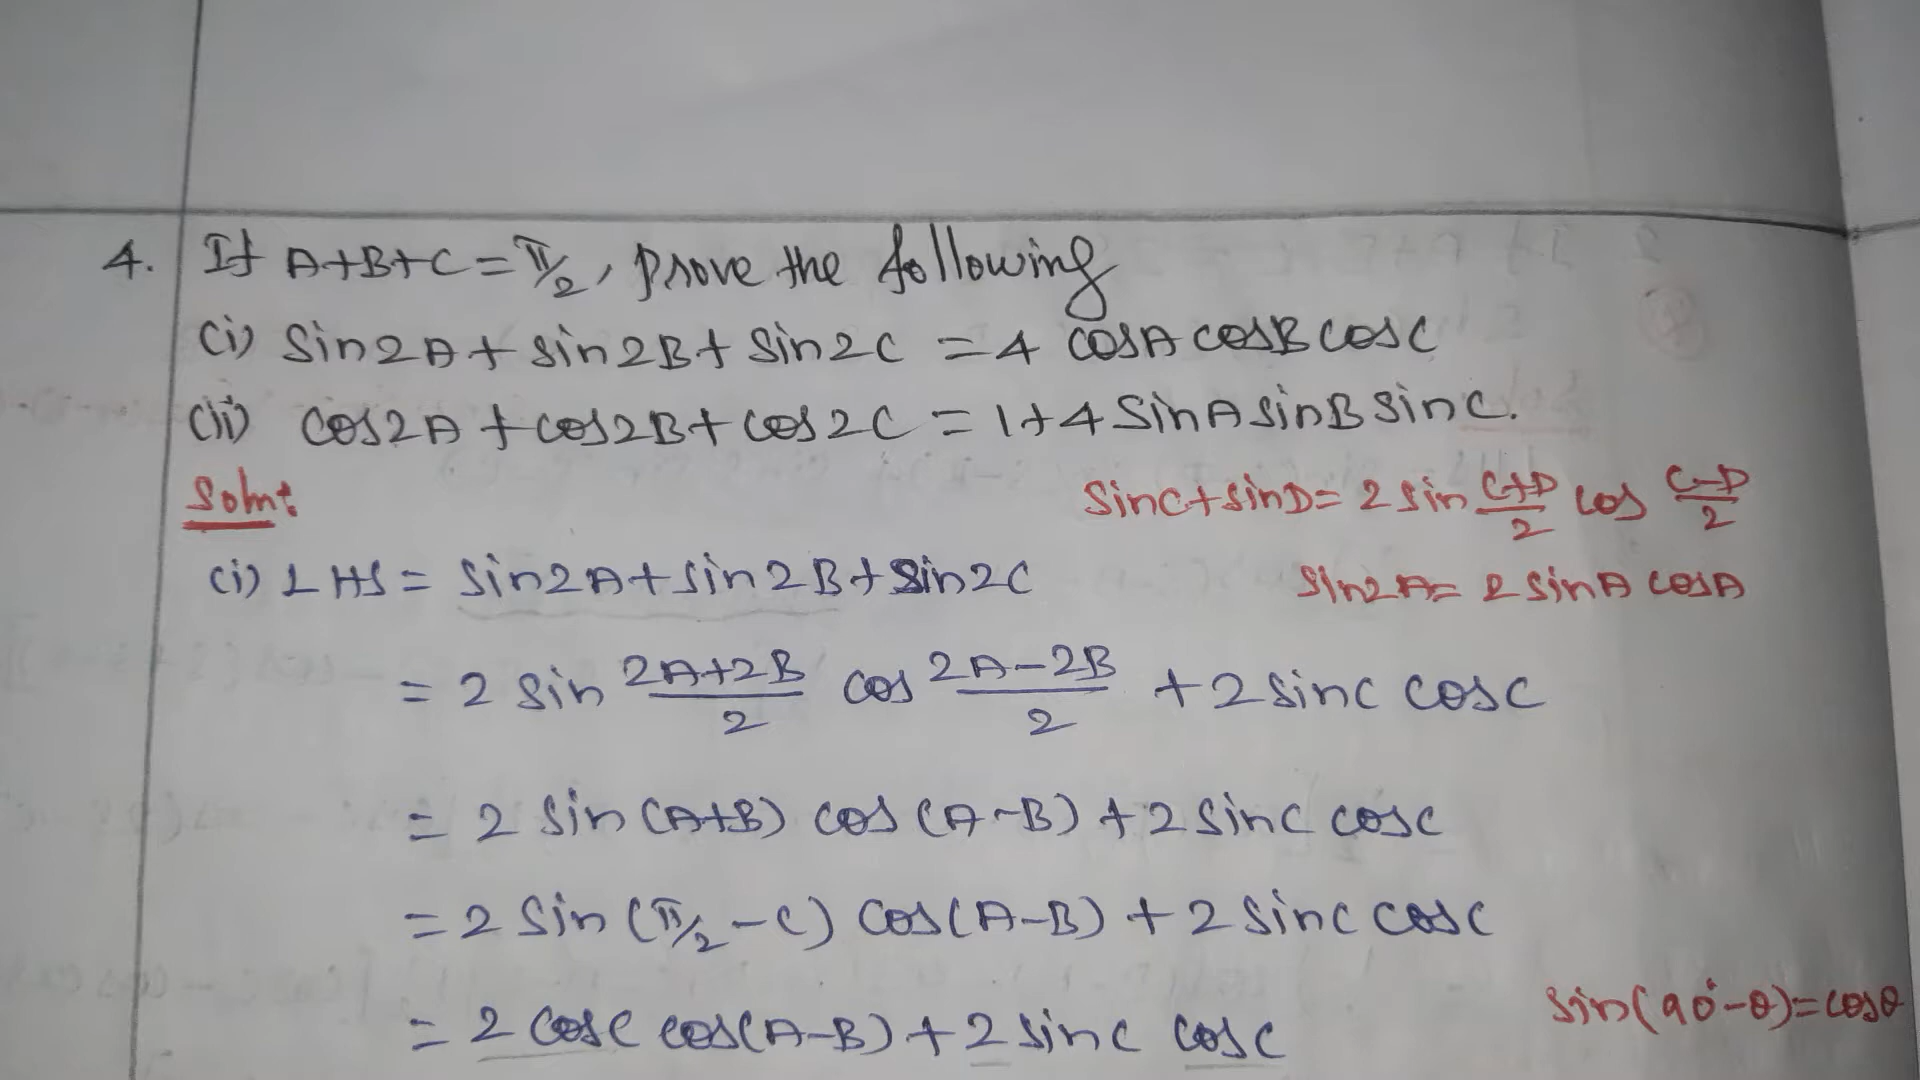 4. If A+B+C = π/2, prove the following
(i) sin2A + sin2B + sin2C = 4 cosA cosB cosC
(ii) cos2A + cos2B + cos2C = 1+4 sinA sinB sinC.
Soln:
sinC + sinD = 2 sin (C+D)/2 cos (C-D)/2
(i) LHS = sin2A + sin2B + sin2C
sin2A = 2 sinA cosA
= 2 sin (2A+2B)/2 cos (2A-2B)/2 + 2 sinC cosC
= 2 sin(A+B) cos(A-B) + 2 sinC cosC
= 2 sin(π/2 - C) cos(A-B) + 2 sinC cosC
sin(90°-θ) = cosθ
= 2 cosC cos(A-B) + 2 sinC cosC